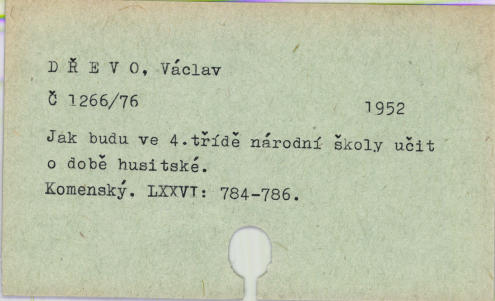 D Ř E V O, Václav
Č 1266/76 1952
Jak budu ve 4.třídě národní školy učit
o době husitské.
Komenský. LXXVI: 784-786.